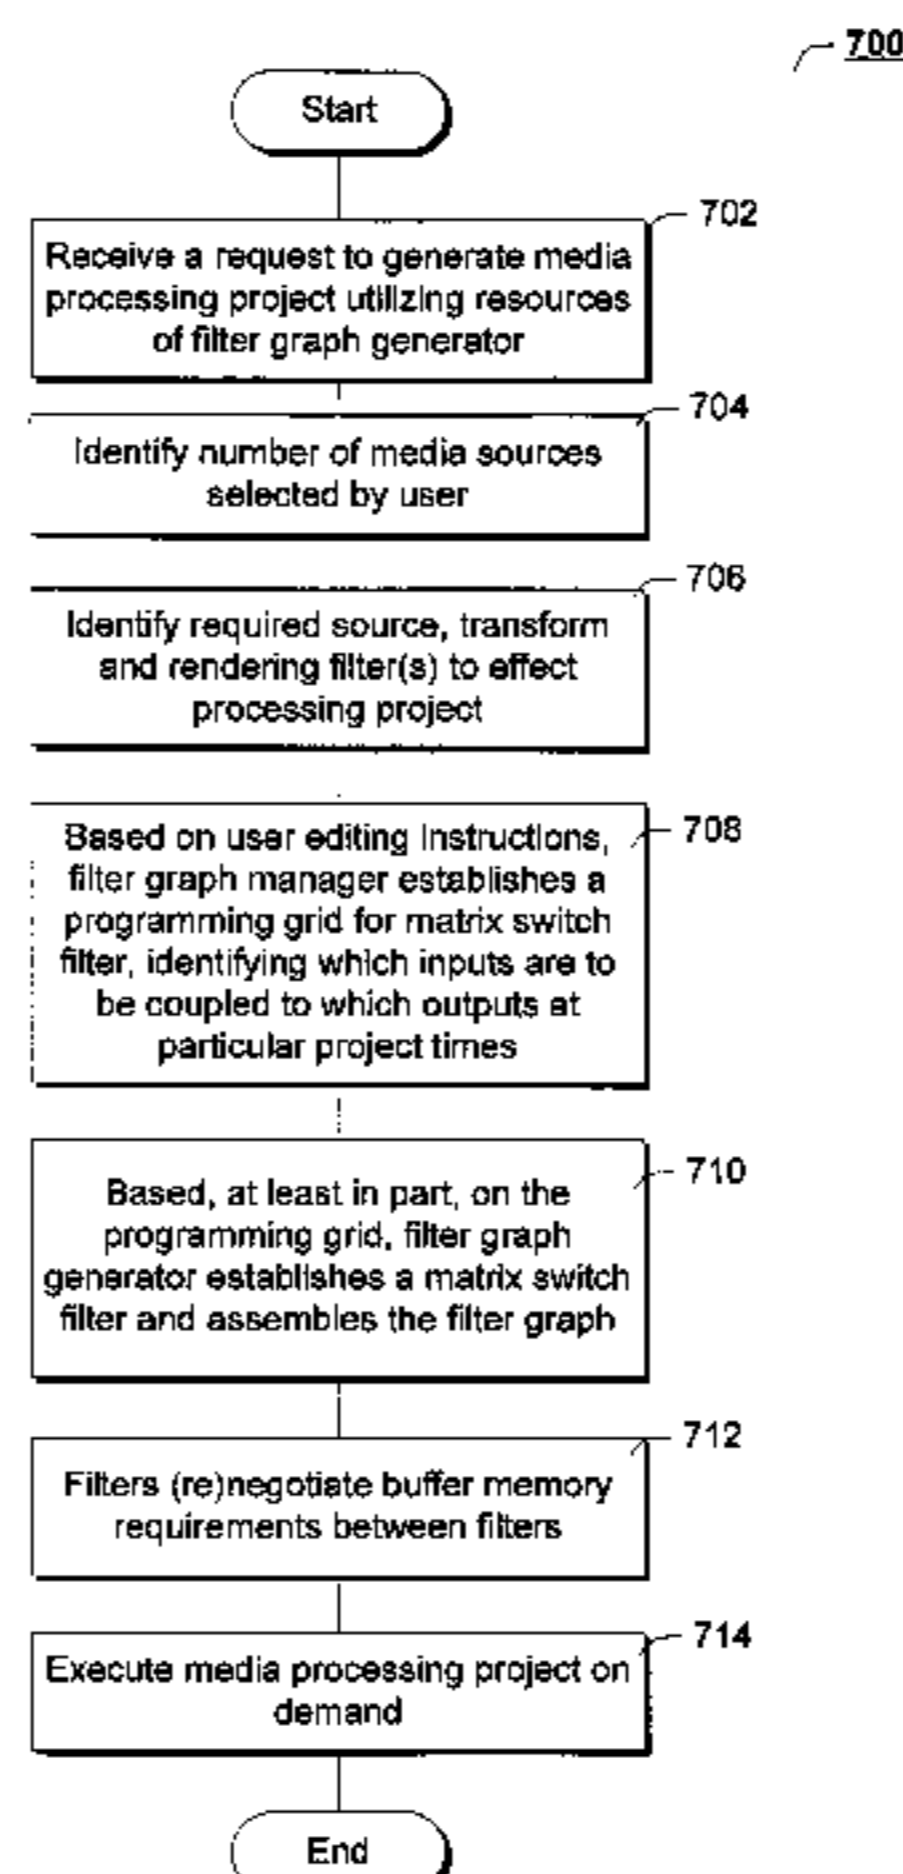 700
Start
702
Receive a request to generate media
processing project utilizing resources
of filter graph generator
704
Identify number of media sources
selected by user
706
Identify required source, transform
and rendering filter(s) to effect
processing project
708
Based on user editing instructions,
filter graph manager establishes a
programming grid for matrix switch
filter, identifying which inputs are to
be coupled to which outputs at
particular project times
710
Based, at least in part, on the
programming grid, filter graph
generator establishes a matrix switch
filter and assembles the filter graph
712
Filters (re)negotiate buffer memory
requirements between filters
714
Execute media processing project on
demand
End